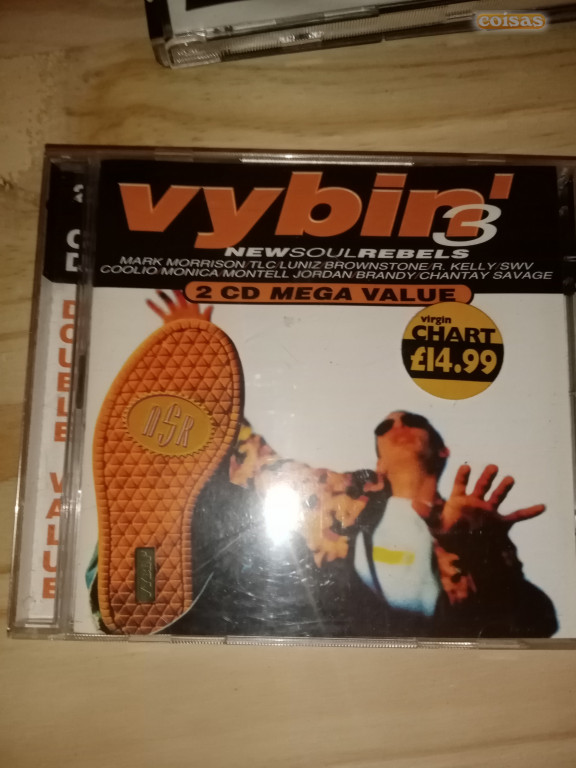 coisas
vybin'
3
NEWSOULREBELS
MARK MORRISON/TLC/LUNIZ/BROWNSTONE/R. KELLY/SWV
COOLIO/MONICA/MONTELL JORDAN/BRANDY/CHANTAY SAVAGE
2 CD MEGA VALUE
virgin
CHART
£14.99
NSR
DOUBLE VALUE